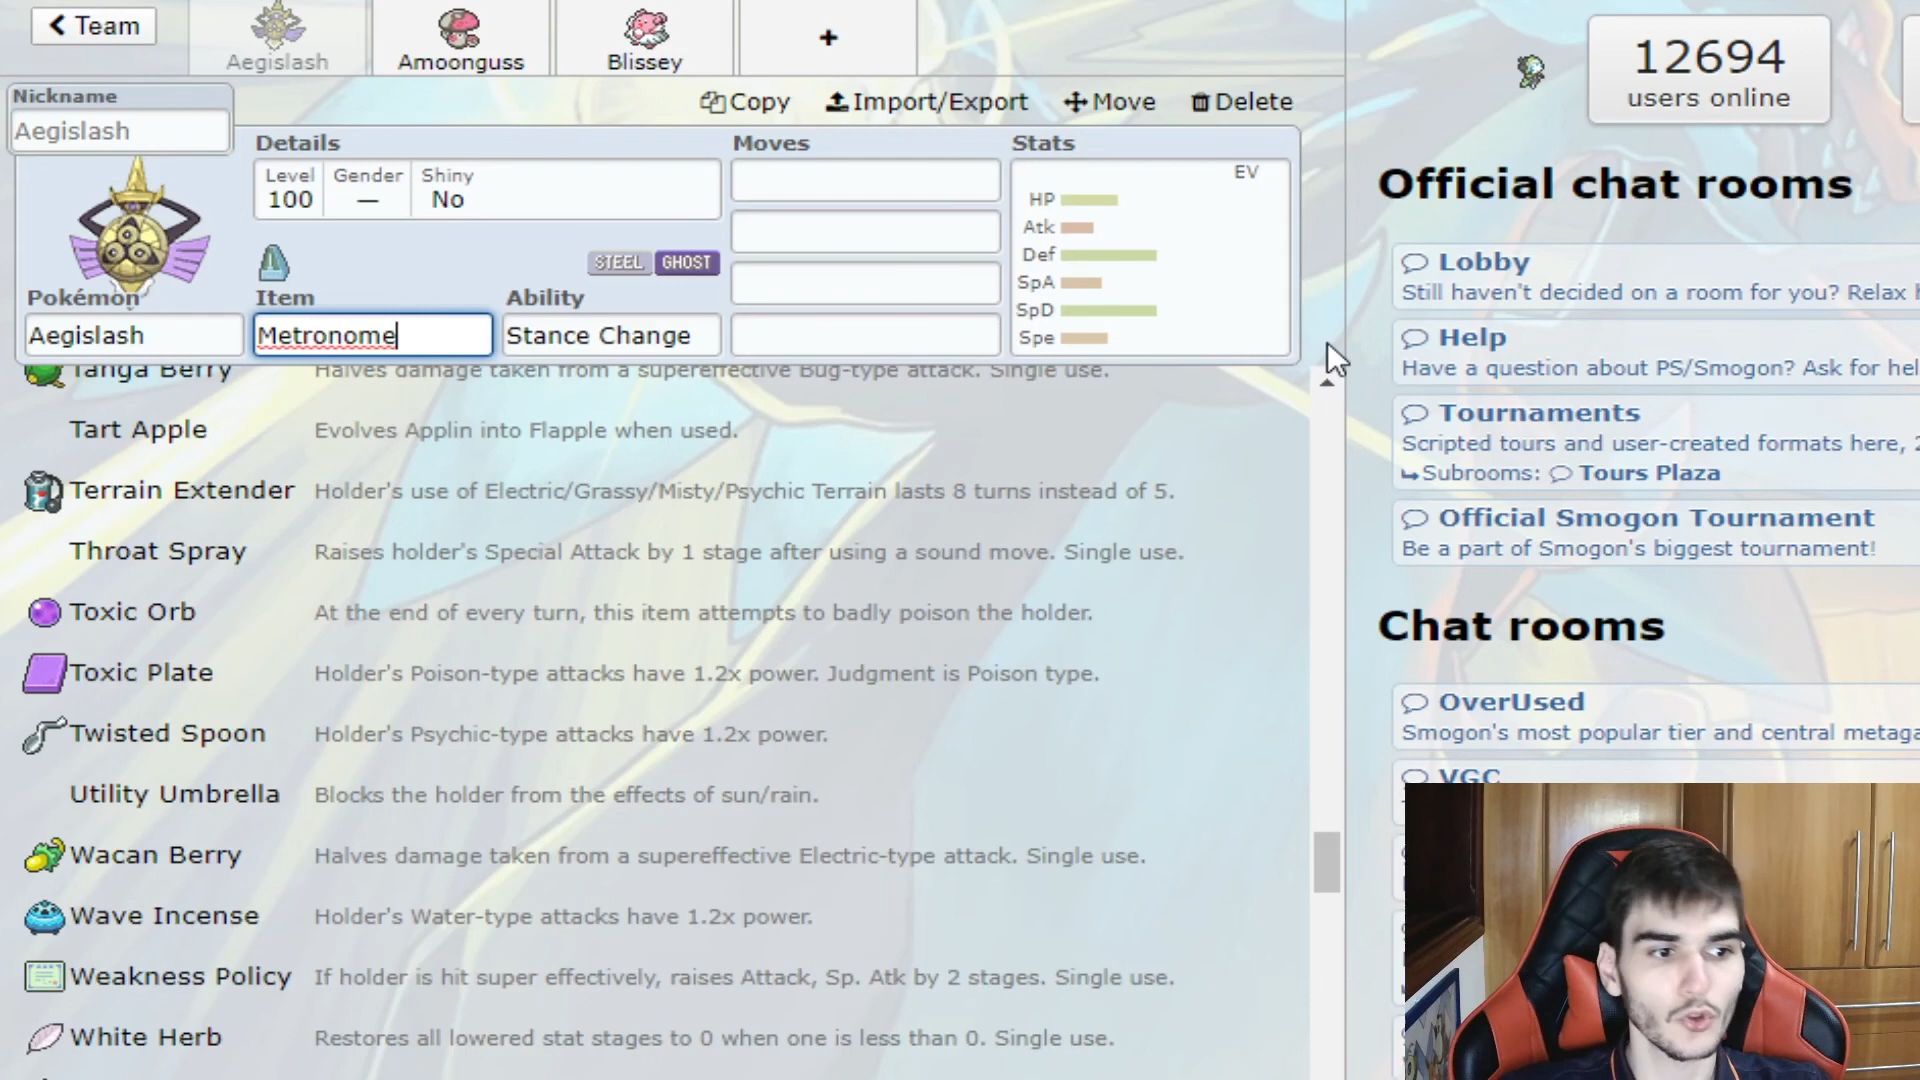 Team
Aegislash
Amoonguss
Blissey
+
12694
users online
Nickname
Aegislash
Copy
Import/Export
Move
Delete
Details
Moves
Stats
Level
100
Gender
—
Shiny
No
EV
HP
Atk
Def
SpA
SpD
Spe
STEEL
GHOST
Pokémon
Item
Ability
Aegislash
Metronome
Stance Change
Tanga Berry Halves damage taken from a supereffective Bug-type attack. Single use.
Tart Apple Evolves Applin into Flapple when used.
Terrain Extender Holder's use of Electric/Grassy/Misty/Psychic Terrain lasts 8 turns instead of 5.
Throat Spray Raises holder's Special Attack by 1 stage after using a sound move. Single use.
Toxic Orb At the end of every turn, this item attempts to badly poison the holder.
Toxic Plate Holder's Poison-type attacks have 1.2x power. Judgment is Poison type.
Twisted Spoon Holder's Psychic-type attacks have 1.2x power.
Utility Umbrella Blocks the holder from the effects of sun/rain.
Wacan Berry Halves damage taken from a supereffective Electric-type attack. Single use.
Wave Incense Holder's Water-type attacks have 1.2x power.
Weakness Policy If holder is hit super effectively, raises Attack, Sp. Atk by 2 stages. Single use.
White Herb Restores all lowered stat stages to 0 when one is less than 0. Single use.
Official chat rooms
Lobby
Still haven't decided on a room for you? Relax
Help
Have a question about PS/Smogon? Ask for hel
Tournaments
Scripted tours and user-created formats here, 2
Subrooms: Tours Plaza
Official Smogon Tournament
Be a part of Smogon's biggest tournament!
Chat rooms
OverUsed
Smogon's most popular tier and central metaga
VGC